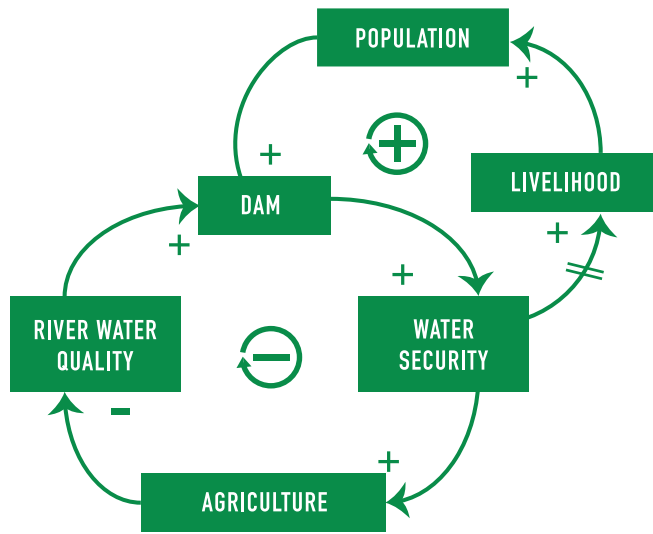 POPULATION
+
+
+
LIVELIHOOD
DAM
+
+
+
RIVER WATER
QUALITY
WATER
SECURITY
−
-
+
AGRICULTURE